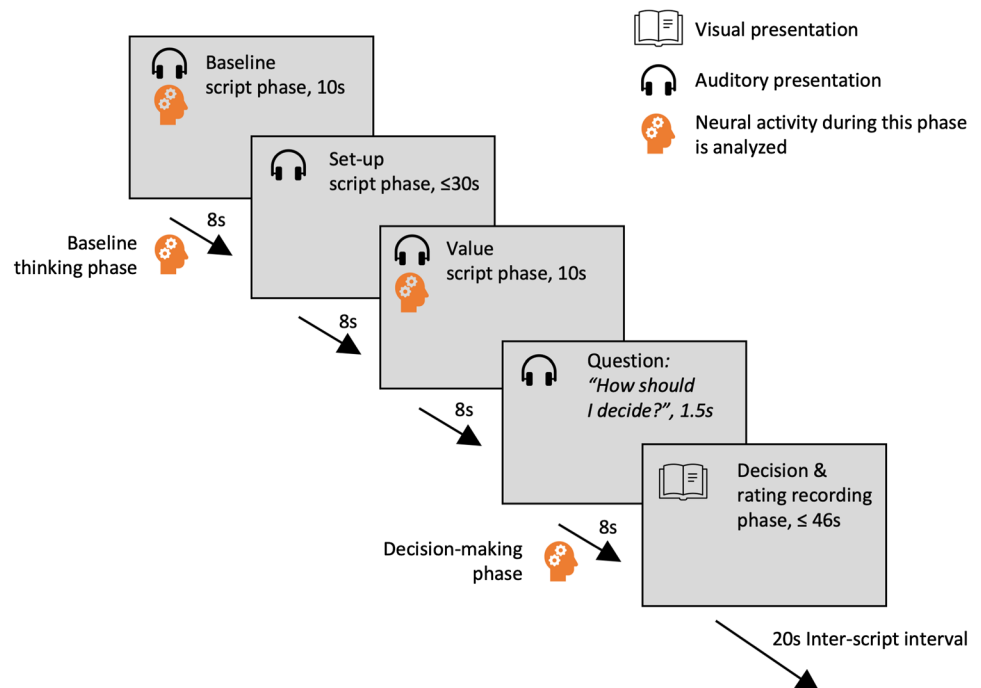 Visual presentation
Auditory presentation
Neural activity during this phase
is analyzed
Baseline
script phase, 10s
8s
Baseline
thinking phase
Set-up
script phase, ≤30s
8s
Value
script phase, 10s
8s
Question:
“How should
I decide?”, 1.5s
8s
Decision-making
phase
Decision &
rating recording
phase, ≤ 46s
20s Inter-script interval